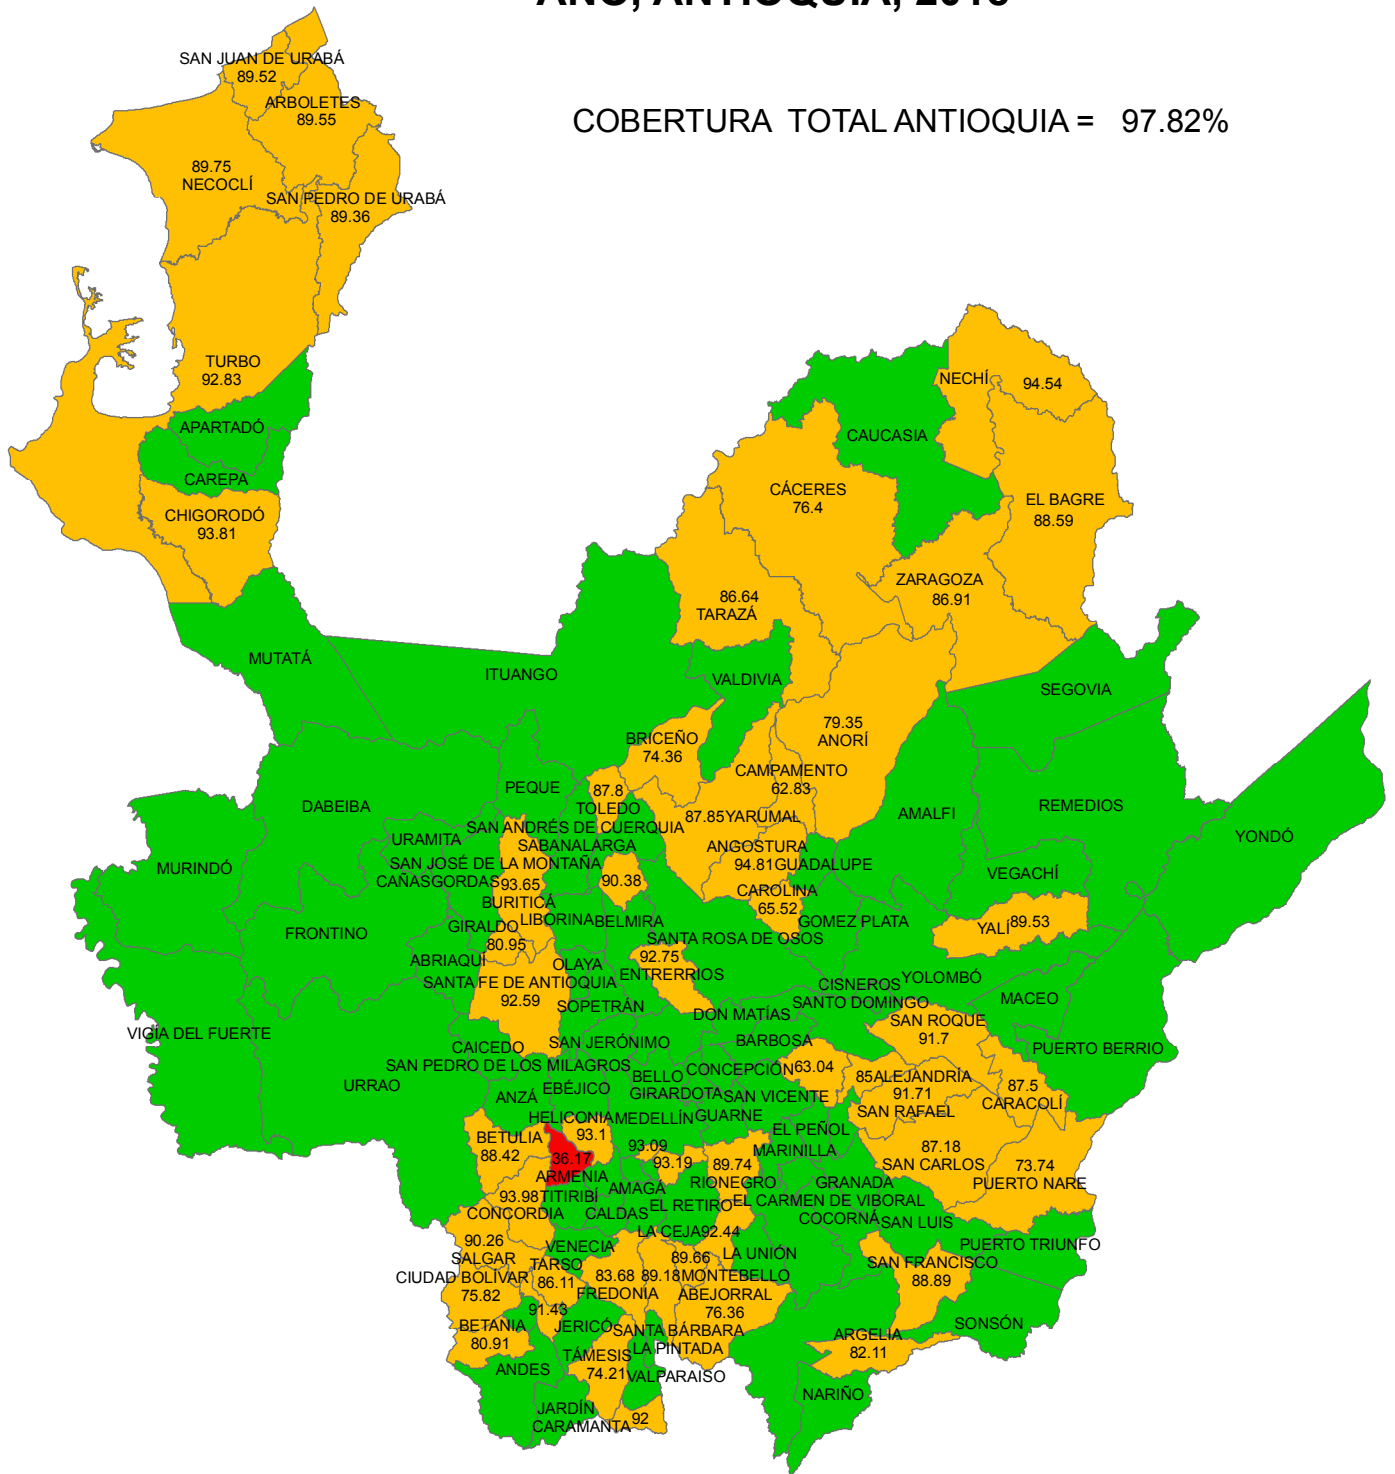 AÑO, ANTIOQUIA, 2018
COBERTURA TOTAL ANTIOQUIA = 97.82%
SAN JUAN DE URABÁ
89.52
ARBOLETES
89.55
89.75
NECOCLÍ
SAN PEDRO DE URABÁ
89.36
TURBO
92.83
APARTADÓ
CAREPA
CHIGORODÓ
93.81
NECHÍ
94.54
CAUCASIA
CÁCERES
76.4
EL BAGRE
88.59
ZARAGOZA
86.91
86.64
TARAZÁ
MUTATÁ
ITUANGO
VALDIVIA
SEGOVIA
79.35
ANORÍ
BRICEÑO
74.36
CAMPAMENTO
62.83
PEQUE
87.8
TOLEDO
DABEIBA
REMEDIOS
AMALFI
YONDÓ
87.85
YARUMAL
SAN ANDRÉS DE CUERQUIA
URAMITA
SABANALARGA
ANGOSTURA
94.81
GUADALUPE
SAN JOSÉ DE LA MONTAÑA
MURINDÓ
VEGACHÍ
CAÑASGORDAS
93.65
90.38
CAROLINA
65.52
BURITICÁ
LIBORINA
BELMIRA
GOMEZ PLATA
YALÍ
89.53
GIRALDO
80.95
FRONTINO
SANTA ROSA DE OSOS
92.75
ENTRERRIOS
ABRIAQUÍ
OLAYA
SANTA FE DE ANTIOQUIA
92.59
SOPETRÁN
CISNEROS
YOLOMBÓ
MACEO
SANTO DOMINGO
DON MATÍAS
SAN ROQUE
91.7
VIGÍA DEL FUERTE
BARBOSA
CAICEDO
SAN JERÓNIMO
PUERTO BERRIO
SAN PEDRO DE LOS MILAGROS
CONCEPCIÓN
63.04
85
ALEJANDRÍA
BELLO
URRAO
EBÉJICO
ANZÁ
GIRARDOTA
SAN VICENTE
91.71
SAN RAFAEL
87.5
CARACOLÍ
HELICONIA
93.1
MEDELLÍN
GUARNE
EL PEÑOL
BETULIA
88.42
93.09
93.19
MARINILLA
87.18
SAN CARLOS
36.17
ARMENIA
89.74
RIONEGRO
73.74
PUERTO NARE
AMAGÁ
GRANADA
93.98
TITIRIBÍ
EL RETIRO
EL CARMEN DE VIBORAL
CONCORDIA
CALDAS
COCORNÁ
SAN LUIS
LA CEJA
92.44
90.26
SALGAR
VENECIA
LA UNIÓN
PUERTO TRIUNFO
89.66
MONTEBELLO
TARSO
86.11
SAN FRANCISCO
88.89
CIUDAD BOLÍVAR
75.82
83.68
FREDONIA
89.18
ABEJORRAL
76.36
91.43
JERICÓ
BETANIA
80.91
SANTA BÁRBARA
SONSÓN
ARGELIA
82.11
LA PINTADA
TÁMESIS
74.21
ANDES
VALPARAISO
NARIÑO
JARDÍN
CARAMANTA
92